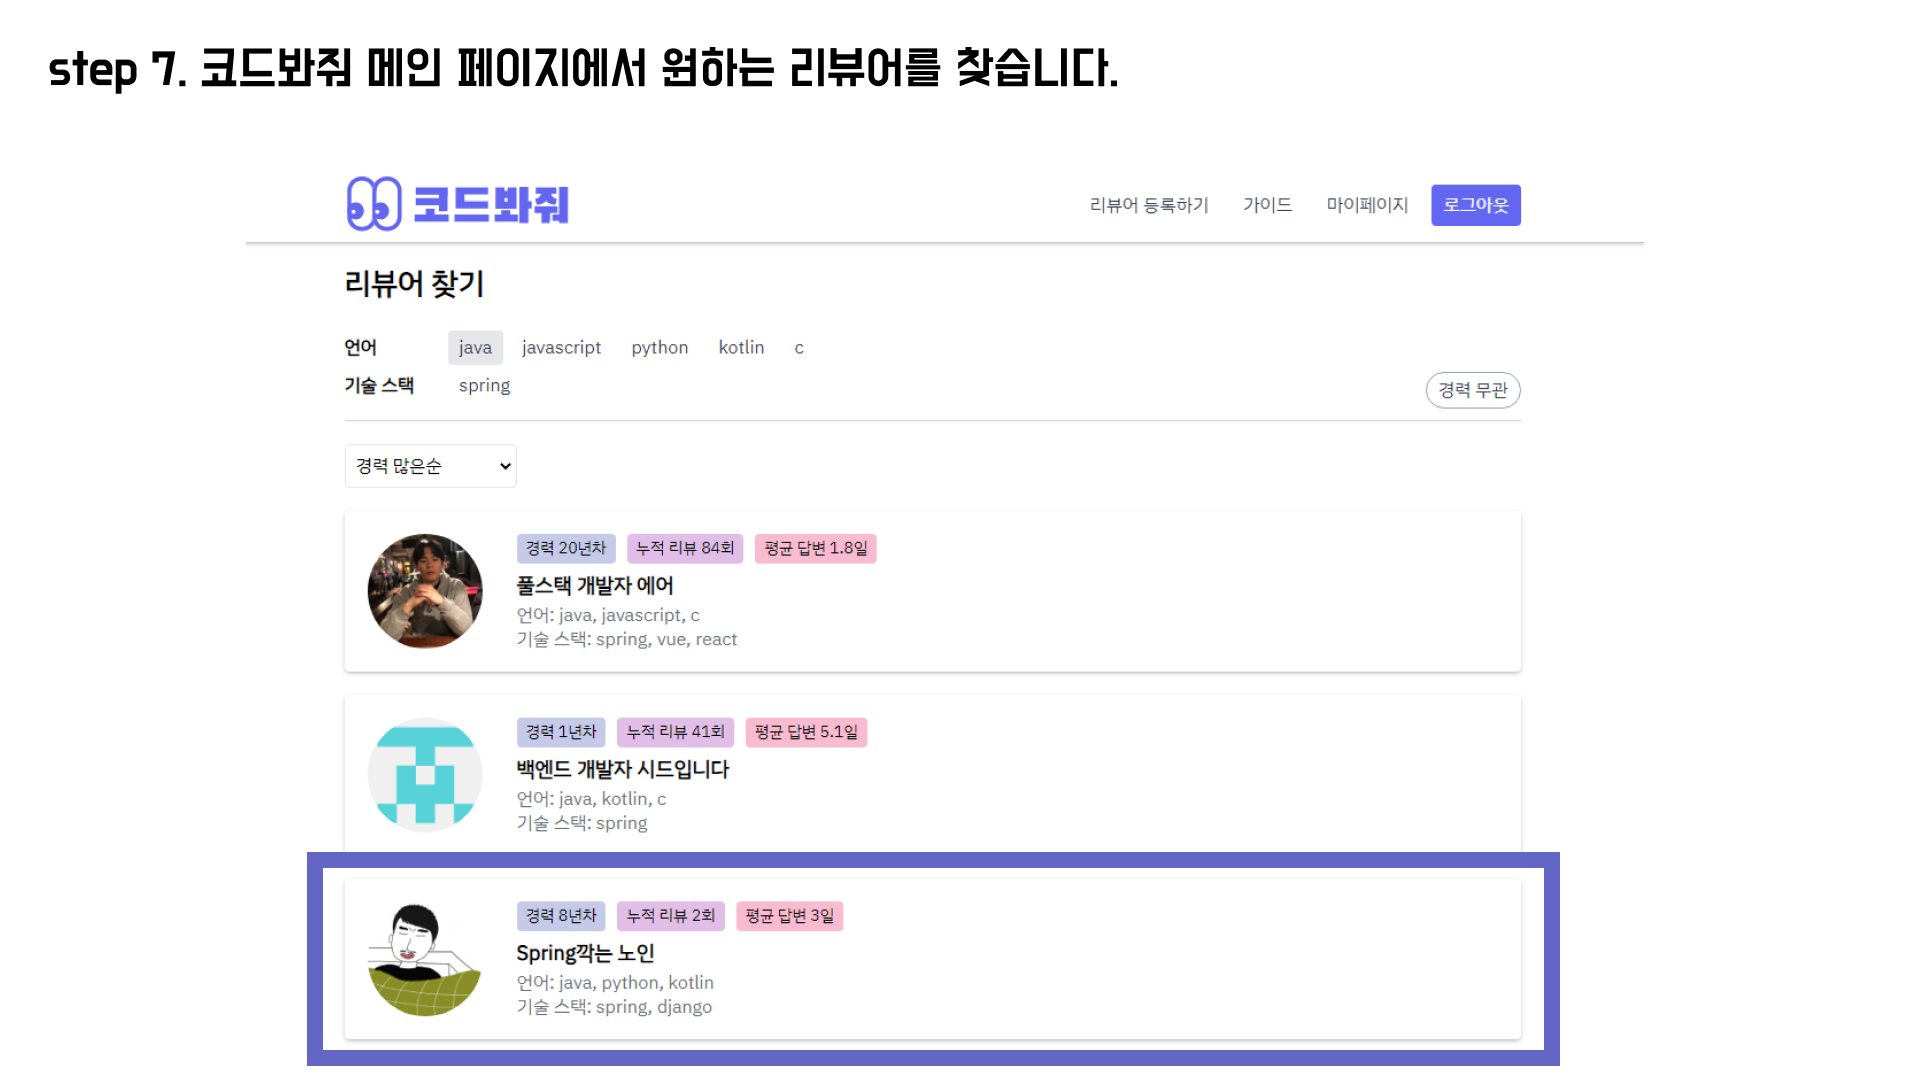 step 7. 코드봐줘 메인 페이지에서 원하는 리뷰어를 찾습니다.
코드봐줘
리뷰어 등록하기 가이드 마이페이지 로그아웃
리뷰어 찾기
언어 java javascript python kotlin c
기술 스택 spring
경력 무관
경력 많은순
경력 20년차 누적 리뷰 84회 평균 답변 1.8일
풀스택 개발자 에어
언어: java, javascript, c
기술 스택: spring, vue, react
경력 1년차 누적 리뷰 41회 평균 답변 5.1일
백엔드 개발자 시드입니다
언어: java, kotlin, c
기술 스택: spring
경력 8년차 누적 리뷰 2회 평균 답변 3일
Spring깍는 노인
언어: java, python, kotlin
기술 스택: spring, django